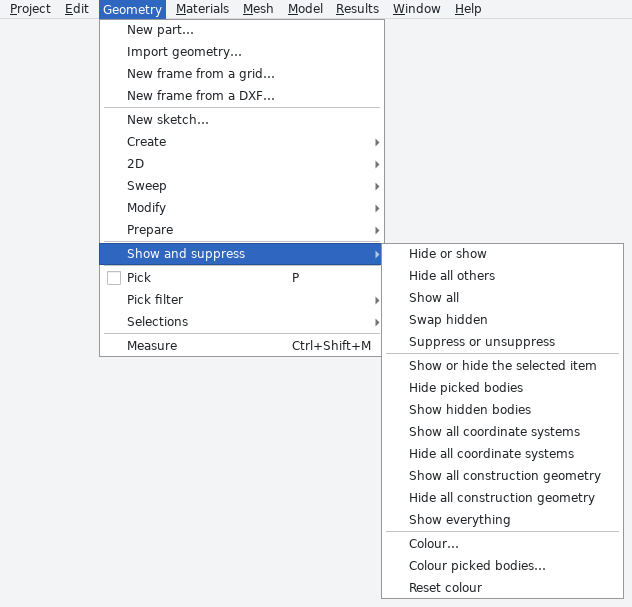 Project Edit Geometry Materials Mesh Model Results Window Help
New part...
Import geometry...
New frame from a grid...
New frame from a DXF...
New sketch...
Create
2D
Sweep
Modify
Prepare
Show and suppress
Pick P
Pick filter
Selections
Measure Ctrl+Shift+M
Hide or show
Hide all others
Show all
Swap hidden
Suppress or unsuppress
Show or hide the selected item
Hide picked bodies
Show hidden bodies
Show all coordinate systems
Hide all coordinate systems
Show all construction geometry
Hide all construction geometry
Show everything
Colour...
Colour picked bodies...
Reset colour